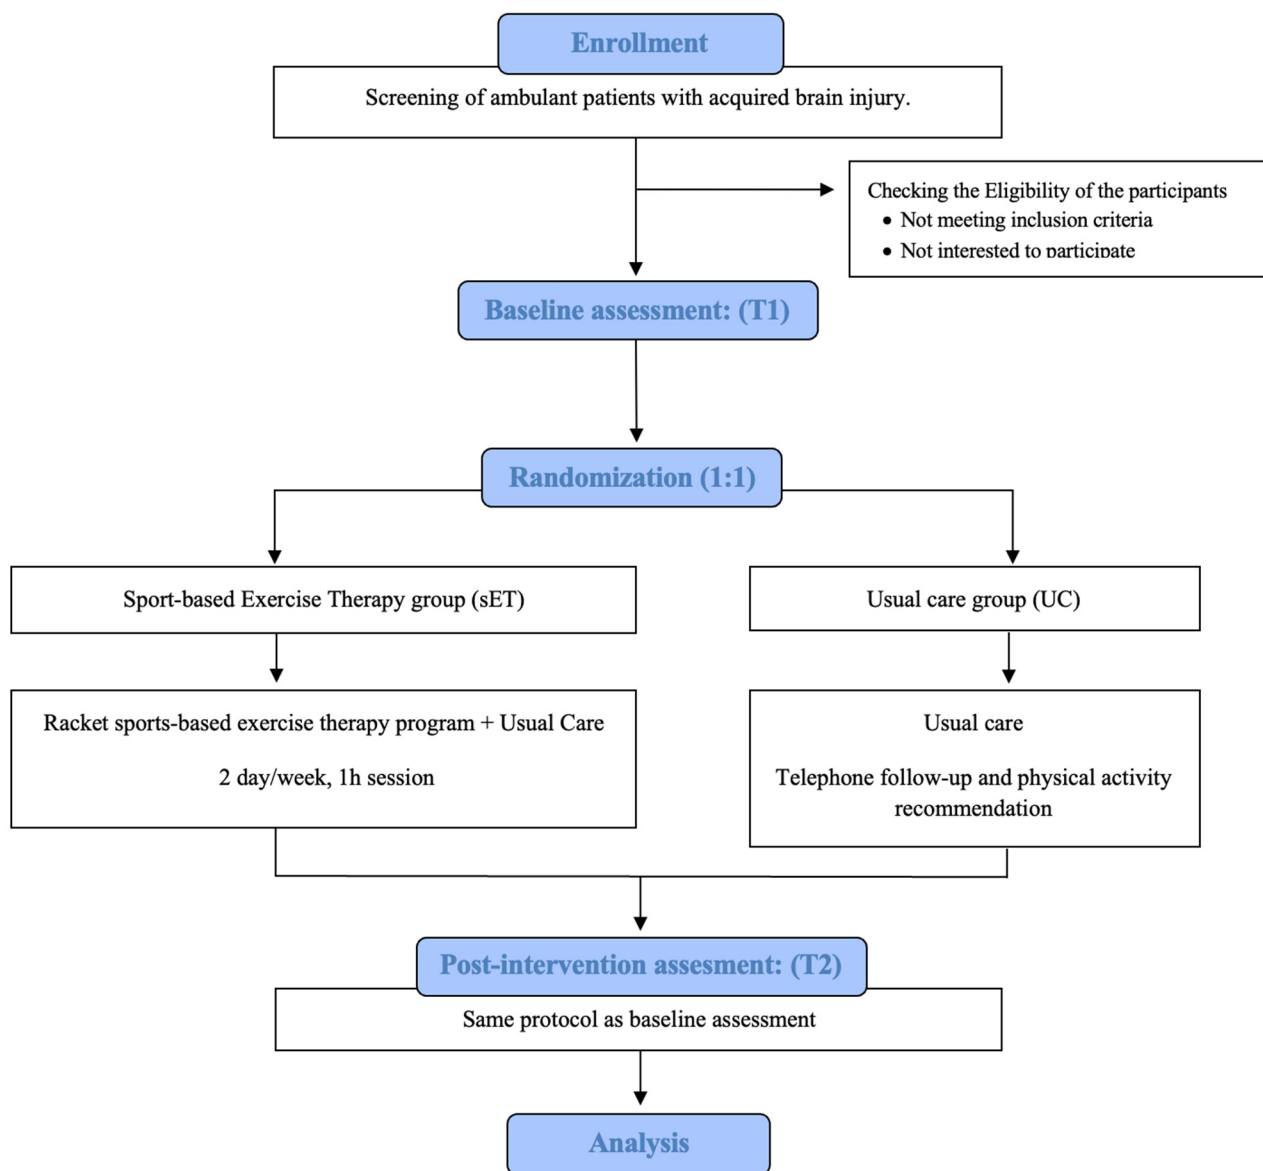 Enrollment
Screening of ambulant patients with acquired brain injury.
Checking the Eligibility of the participants
• Not meeting inclusion criteria
• Not interested to participate
Baseline assessment: (T1)
Randomization (1:1)
Sport-based Exercise Therapy group (sET)
Usual care group (UC)
Racket sports-based exercise therapy program + Usual Care
2 day/week, 1h session
Usual care
Telephone follow-up and physical activity
recommendation
Post-intervention assesment: (T2)
Same protocol as baseline assessment
Analysis